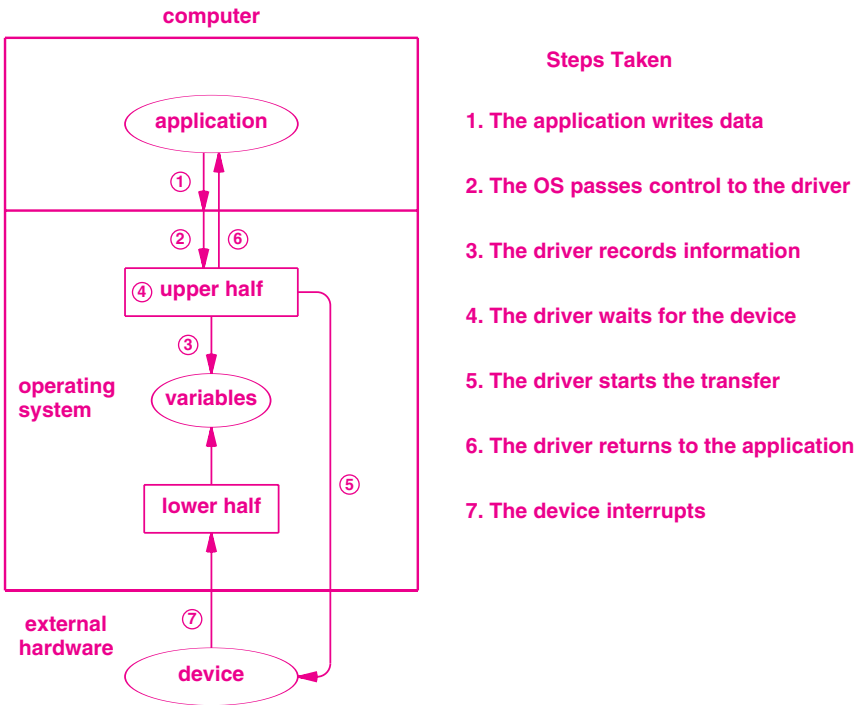 computer
application
1
2
6
4 upper half
3
operating
system
variables
5
lower half
7
external
hardware
device
Steps Taken
1. The application writes data
2. The OS passes control to the driver
3. The driver records information
4. The driver waits for the device
5. The driver starts the transfer
6. The driver returns to the application
7. The device interrupts